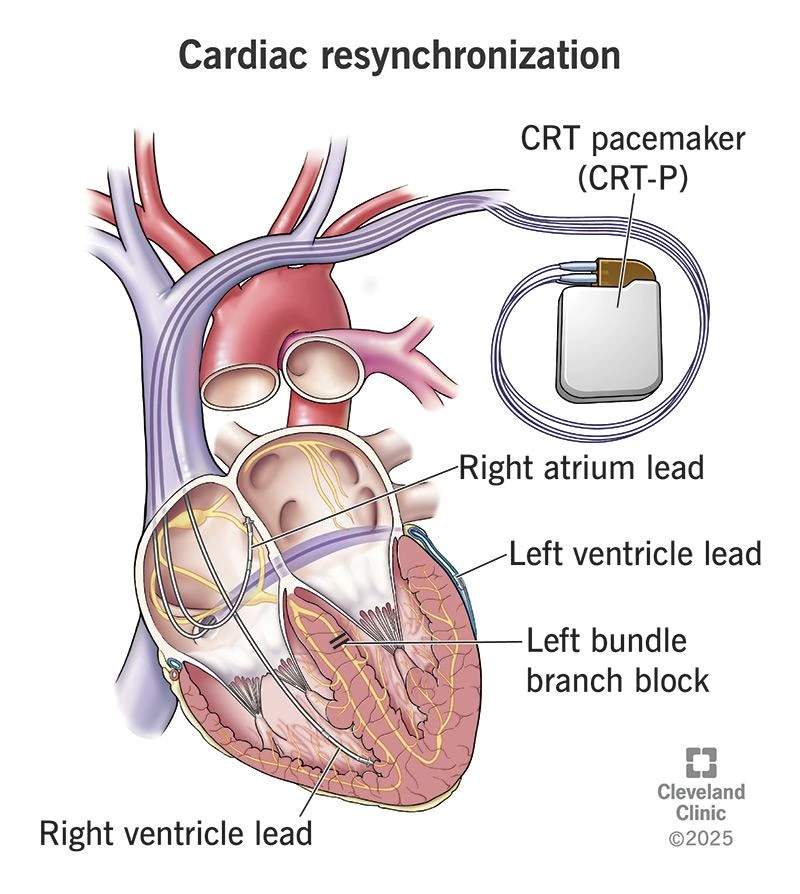 Cardiac resynchronization
CRT pacemaker
(CRT-P)
Right atrium lead
Left ventricle lead
Left bundle
branch block
Right ventricle lead
Cleveland
Clinic
©2025